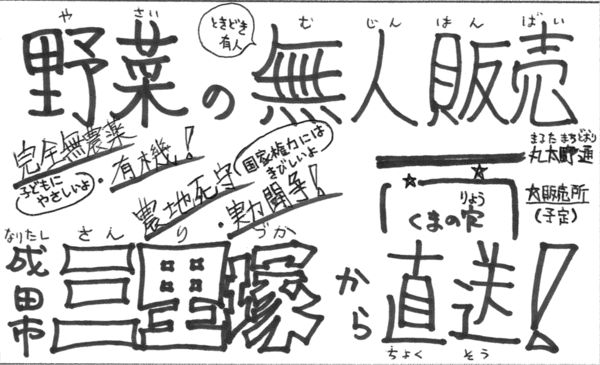 や さい
ときどき
有人
む じん はん ばい
野菜の無人販売
完全無農薬
・有機!
子どもに
やさしいよ
農地死守
・実力闘争!
国家権力には
きびしいよ
まるたまちどおり
丸太町通
りょう
くまの寮
☆販売所
(予定)
なりたし さん り づか
成田市三里塚から直送!
ちょく そう